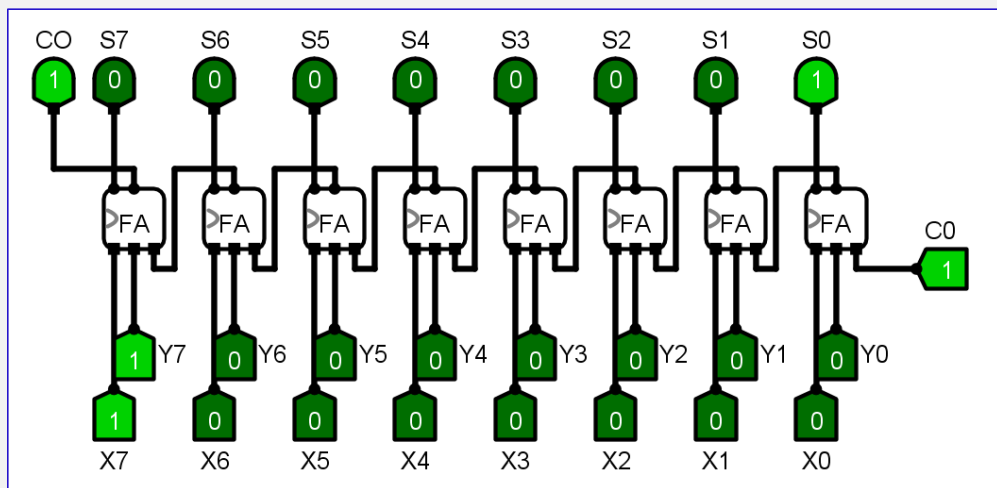 CO S7 S6 S5 S4 S3 S2 S1 S0
1 0 0 0 0 0 0 0 1
FA FA FA FA FA FA FA FA
C0
1
1 Y7 0 Y6 0 Y5 0 Y4 0 Y3 0 Y2 0 Y1 0 Y0
1 0 0 0 0 0 0 0
X7 X6 X5 X4 X3 X2 X1 X0